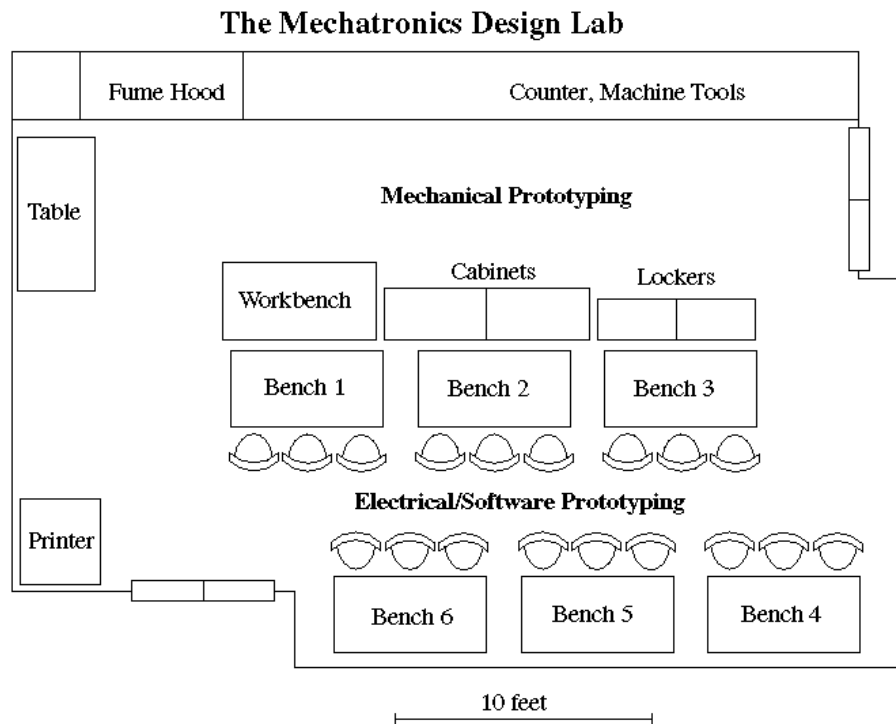 The Mechatronics Design Lab
Fume Hood
Counter, Machine Tools
Mechanical Prototyping
Table
Cabinets
Lockers
Workbench
Bench 1
Bench 2
Bench 3
Electrical/Software Prototyping
Printer
Bench 6
Bench 5
Bench 4
10 feet